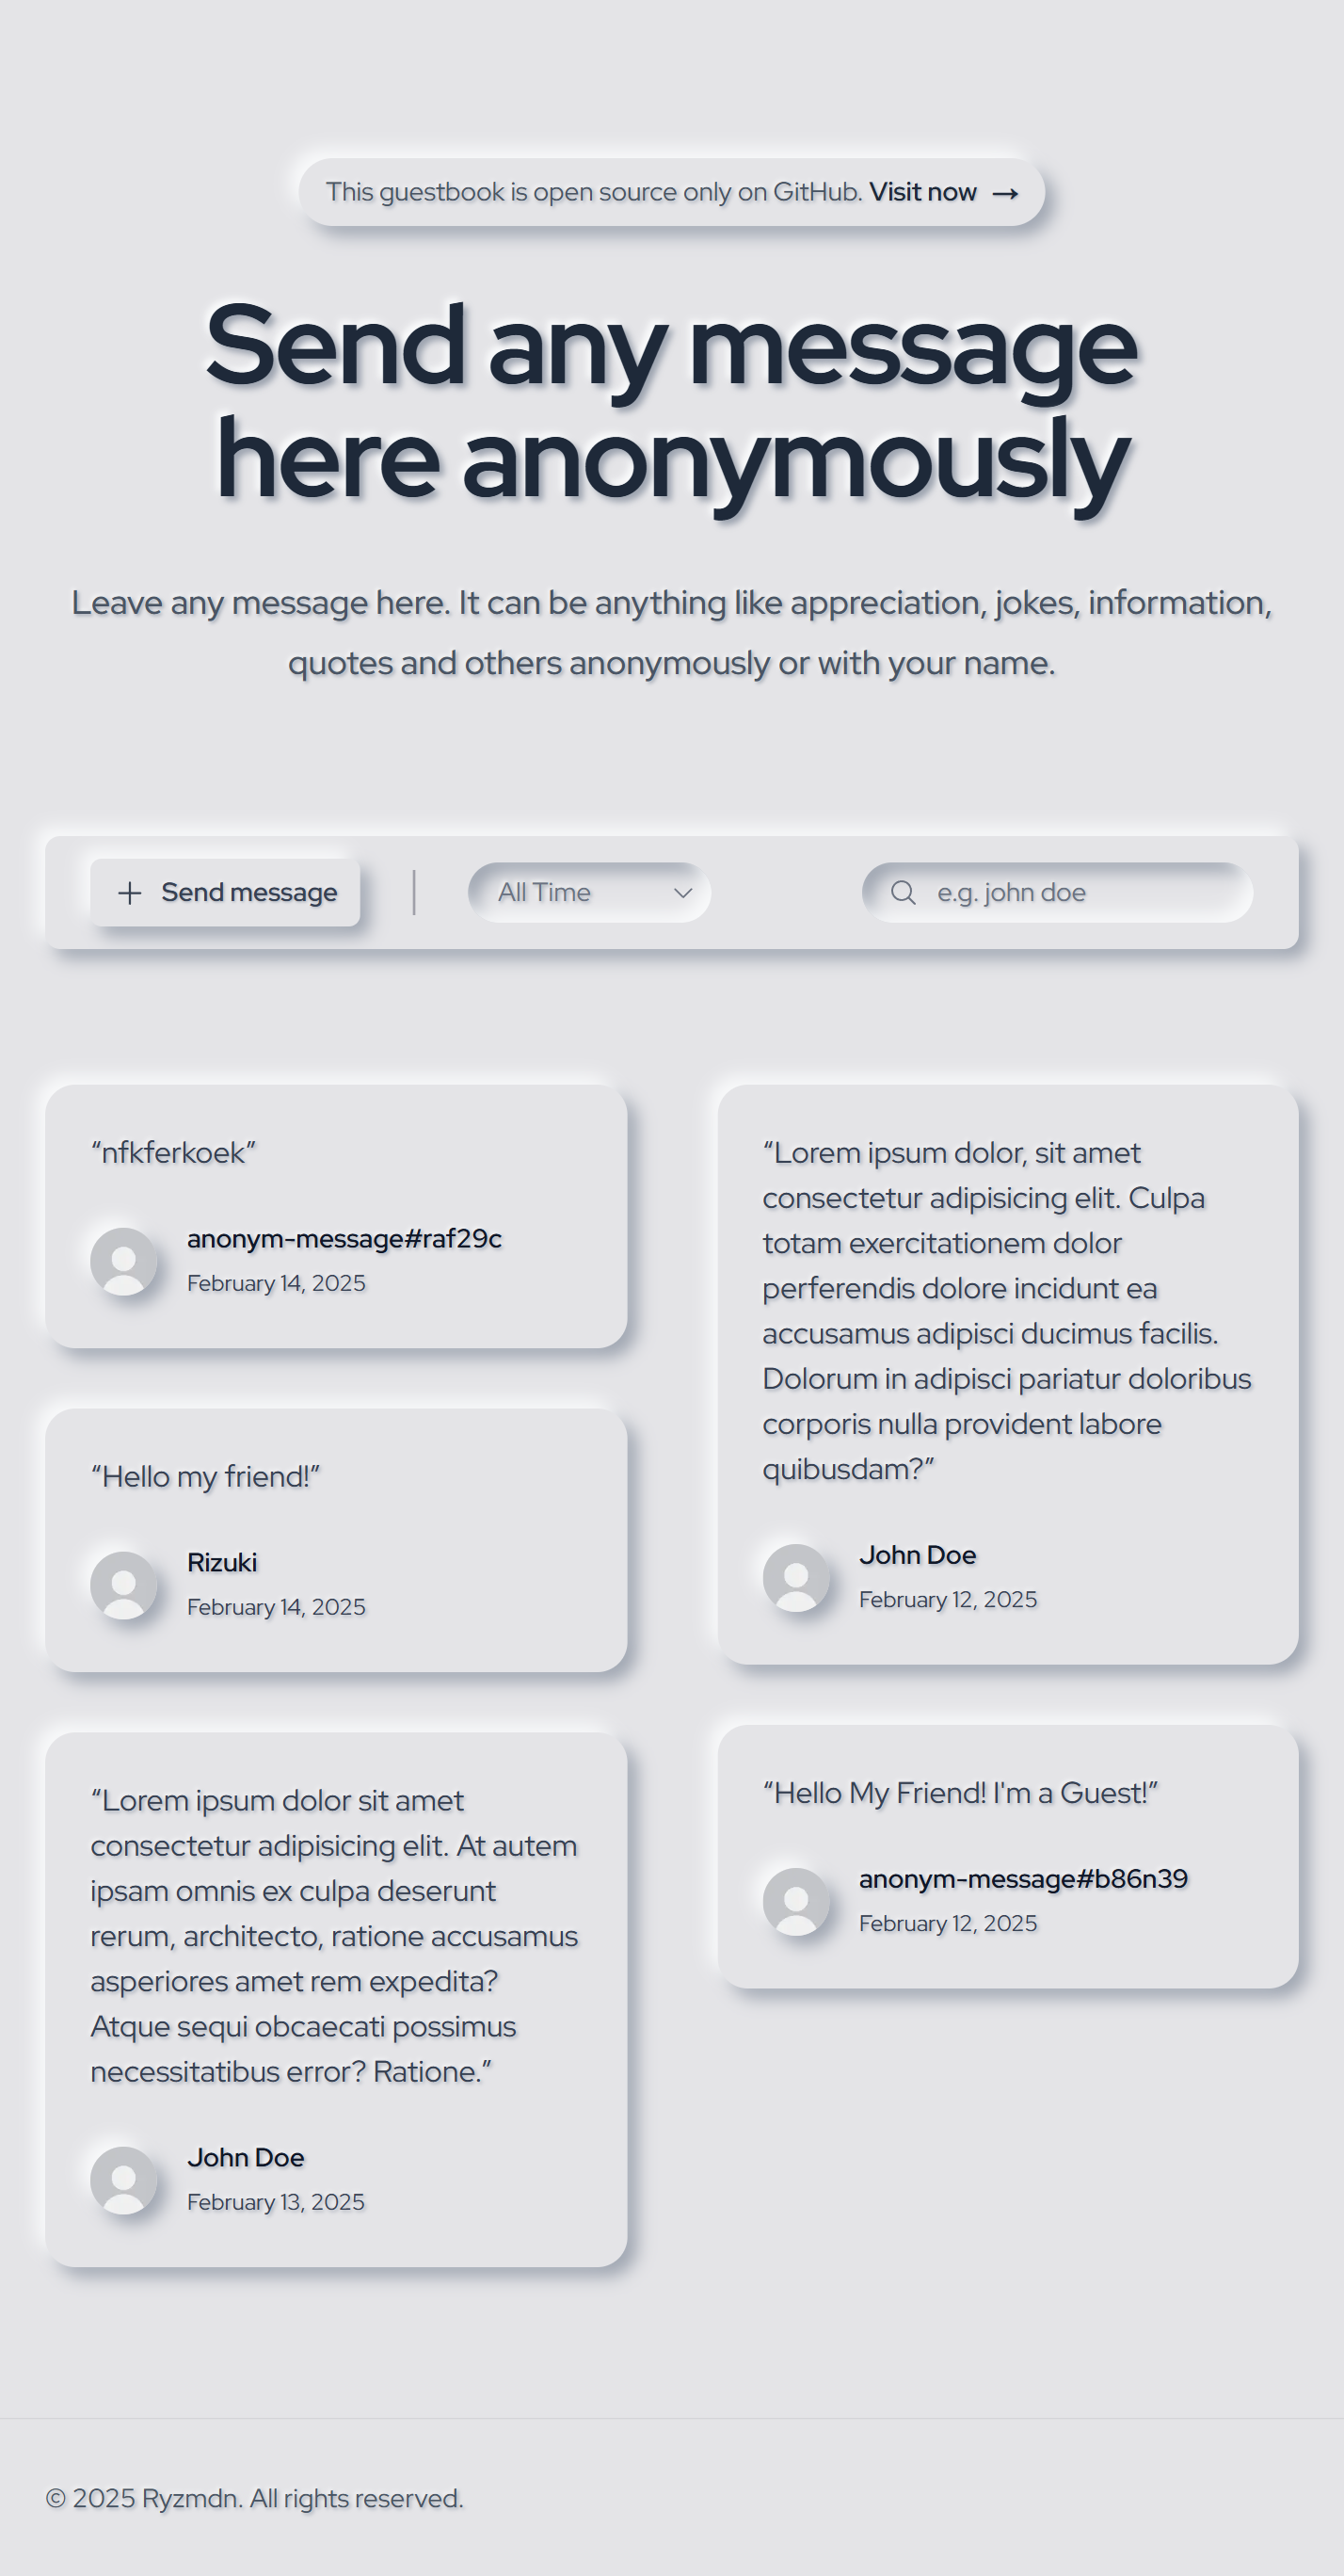 This guestbook is open source only on GitHub. Visit now →
Send any message
here anonymously
Leave any message here. It can be anything like appreciation, jokes, information,
quotes and others anonymously or with your name.
Send message
All Time
e.g. john doe
“nfkferkoek”
anonym-message#raf29c
February 14, 2025
“Hello my friend!”
Rizuki
February 14, 2025
“Lorem ipsum dolor sit amet
consectetur adipisicing elit. At autem
ipsam omnis ex culpa deserunt
rerum, architecto, ratione accusamus
asperiores amet rem expedita?
Atque sequi obcaecati possimus
necessitatibus error? Ratione.”
John Doe
February 13, 2025
“Lorem ipsum dolor, sit amet
consectetur adipisicing elit. Culpa
totam exercitationem dolor
perferendis dolore incidunt ea
accusamus adipisci ducimus facilis.
Dolorum in adipisci pariatur doloribus
corporis nulla provident labore
quibusdam?”
John Doe
February 12, 2025
“Hello My Friend! I'm a Guest!”
anonym-message#b86n39
February 12, 2025
© 2025 Ryzmdn. All rights reserved.